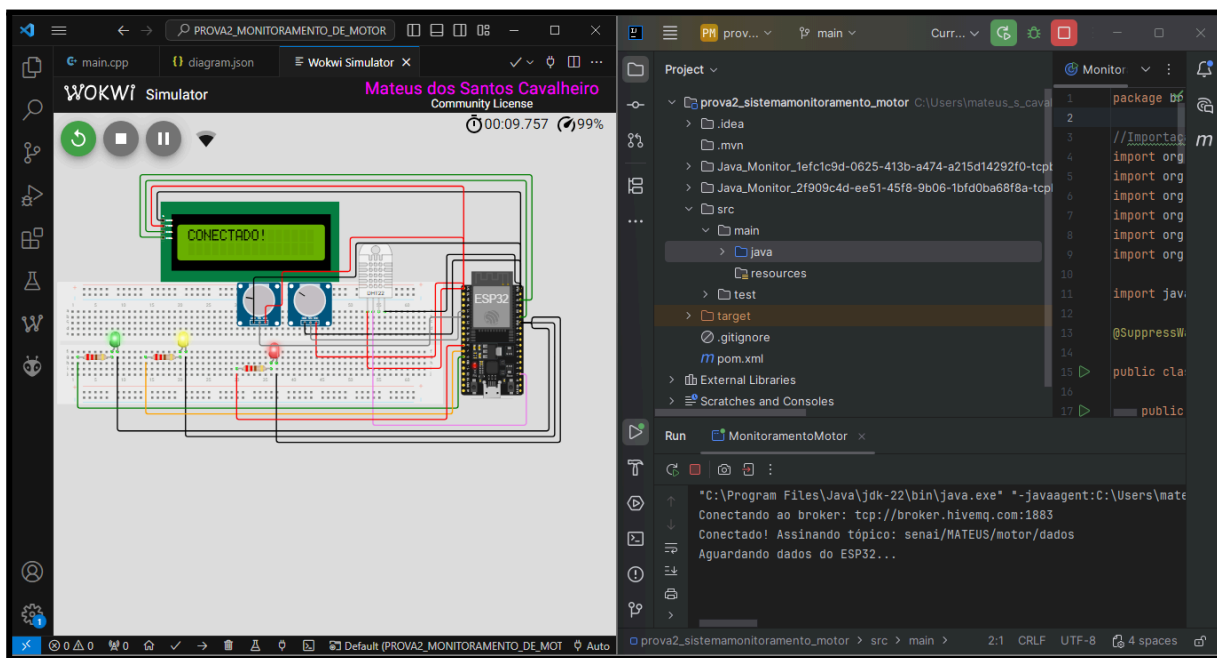 PROVA2_MONITORAMENTO_DE_MOTOR
main.cpp
diagram.json
Wokwi Simulator
WOKWi Simulator
Mateus dos Santos Cavalheiro
Community License
00:09.757 99%
CONECTADO!
DHT22
ESP32
0 0 0 Default (PROVA2_MONITORAMENTO_DE_MOT Auto
PM prov... main Curr...
Project
prova2_sistemamonitoramento_motor C:\Users\mateus_s_caval
.idea
.mvn
Java_Monitor_1efc1c9d-0625-413b-a474-a215d14292f0-tcpb
Java_Monitor_2f909c4d-ee51-45f8-9b06-1bfd0ba68f8a-tcpl
src
main
java
resources
test
target
.gitignore
pom.xml
External Libraries
Scratches and Consoles
Monitor
1 package
2
3 //Importaç
4 import org
5 import org
6 import org
7 import org
8 import org
9 import org
10
11 import java
12
13 @SuppressWa
14
15 public cla
16
17 public
Run MonitoramentoMotor
"C:\Program Files\Java\jdk-22\bin\java.exe" "-javaagent:C:\Users\mate
Conectando ao broker: tcp://broker.hivemq.com:1883
Conectado! Assinando tópico: senai/MATEUS/motor/dados
Aguardando dados do ESP32...
prova2_sistemamonitoramento_motor > src > main > 2:1 CRLF UTF-8 4 spaces